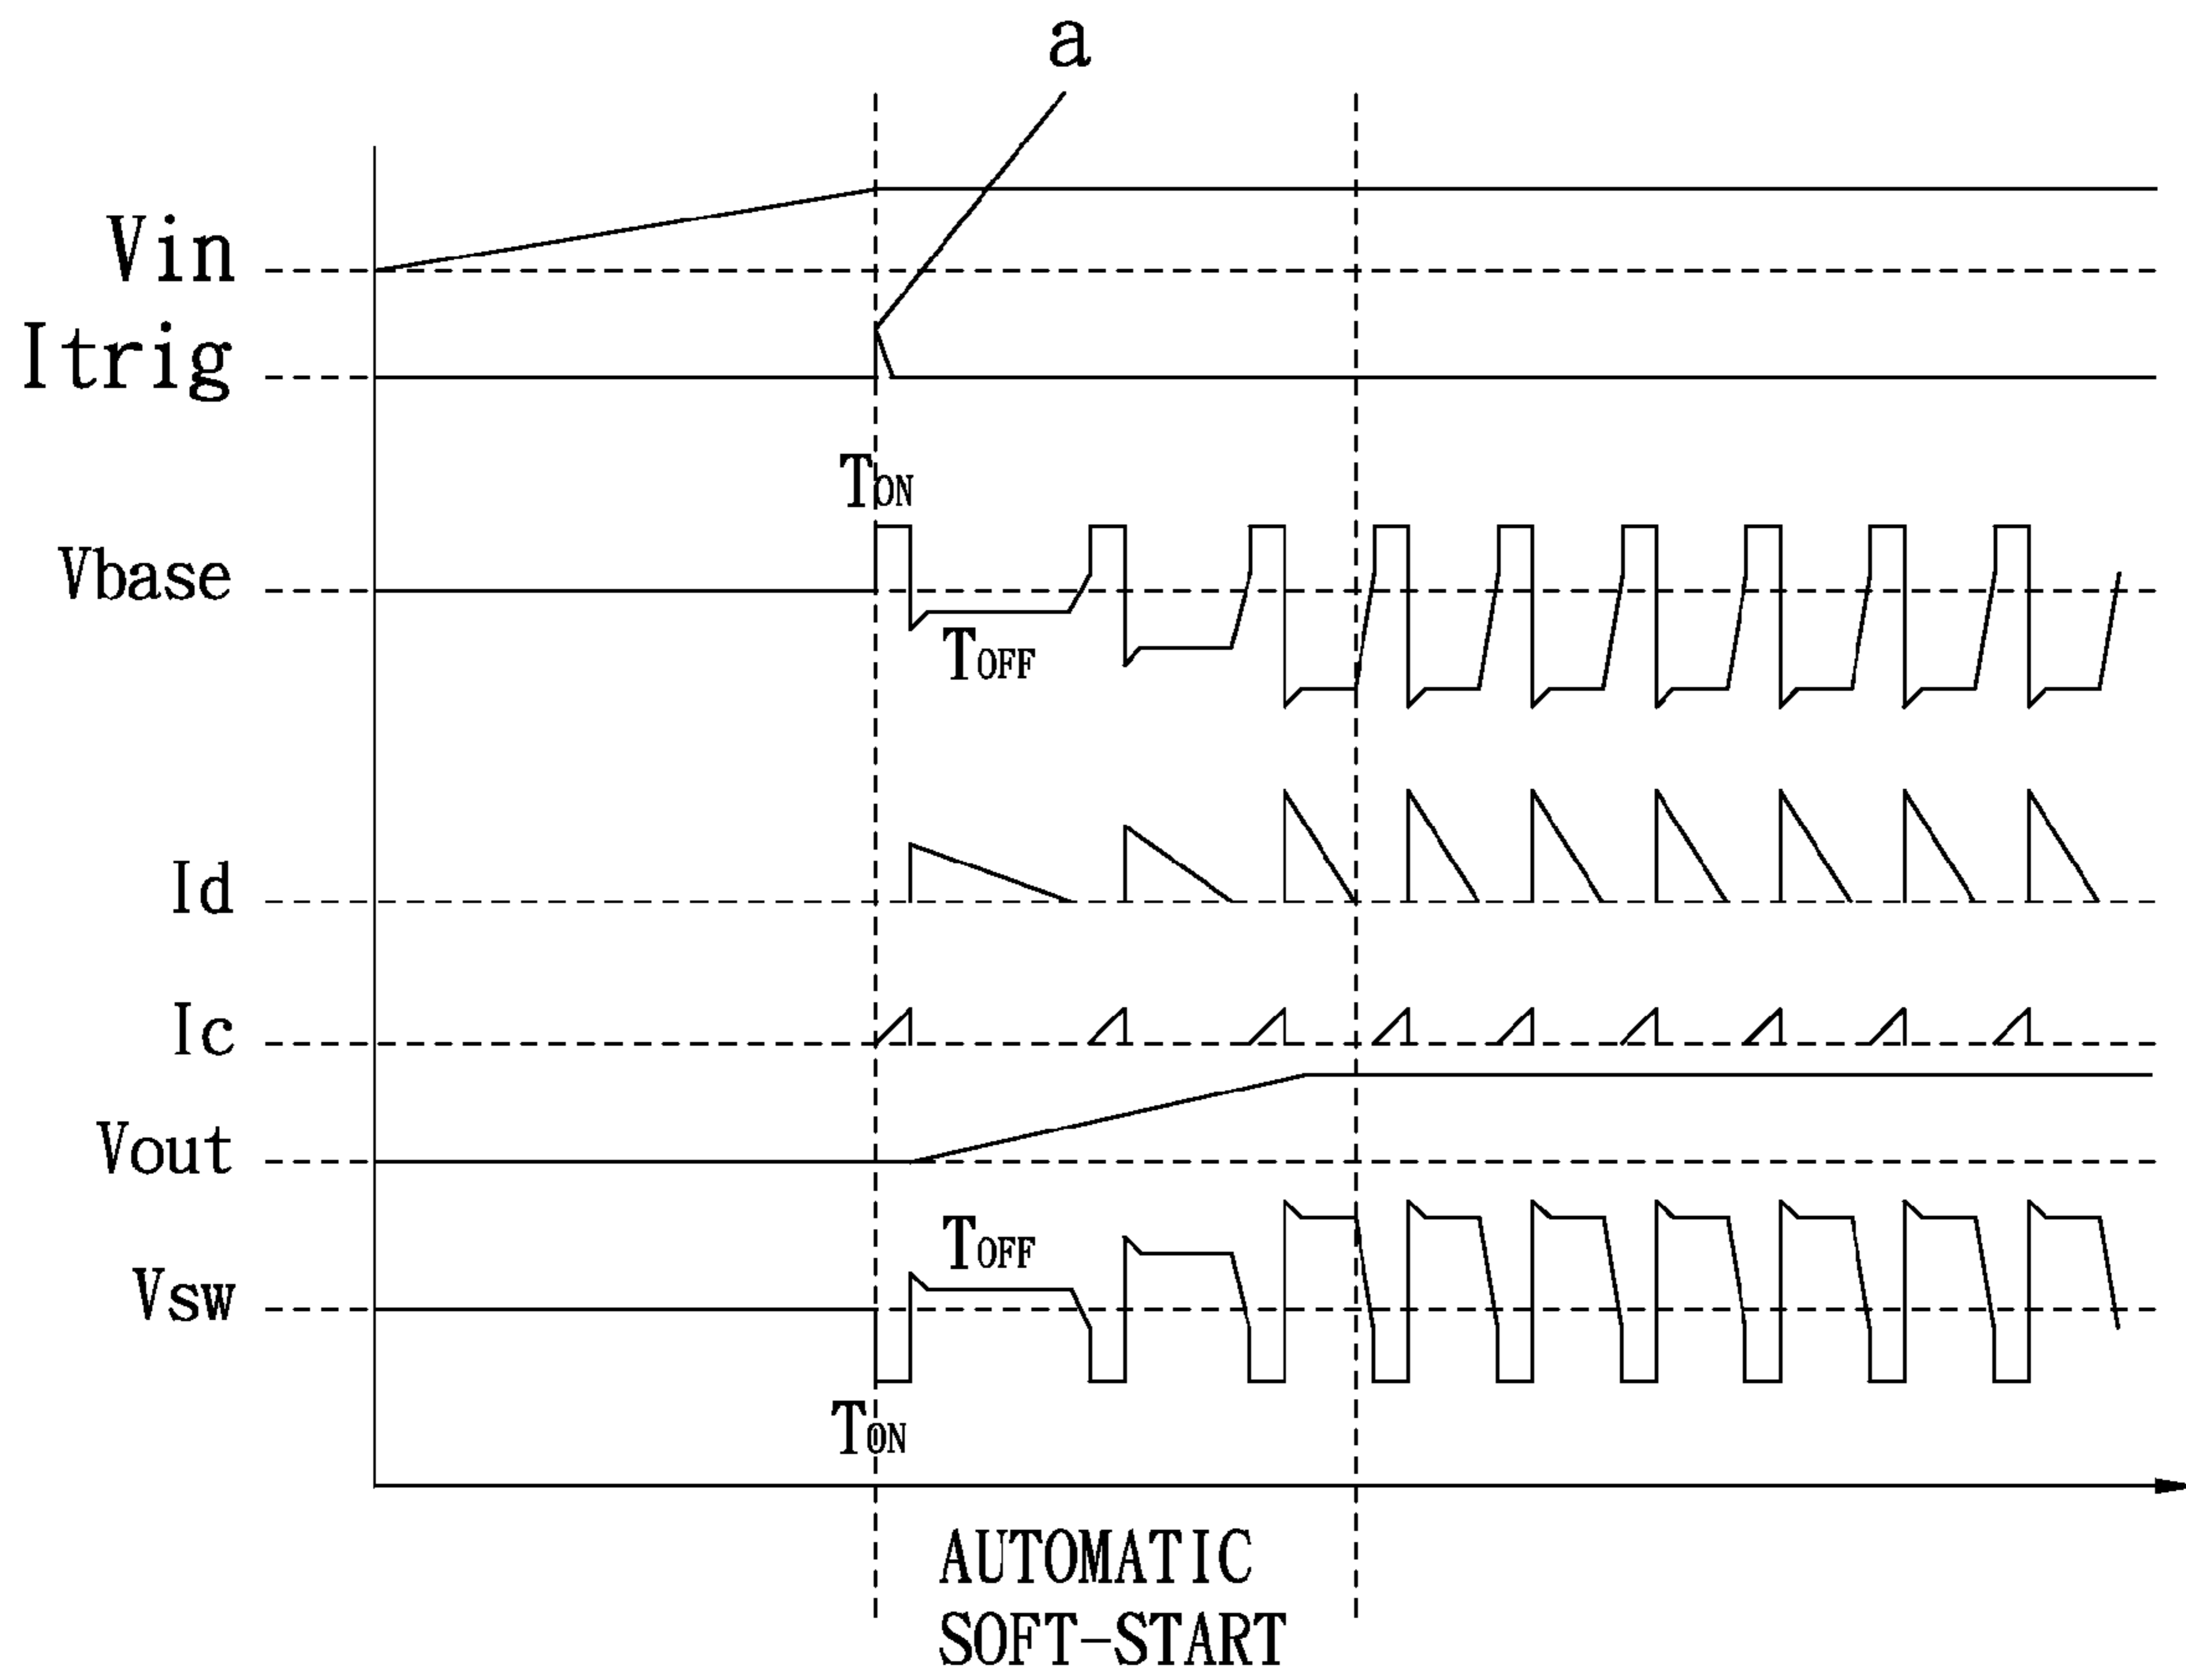 a
Vin
Itrig
TON
Vbase
TOFF
Id
Ic
Vout
TOFF
Vsw
TON
AUTOMATIC
SOFT-START